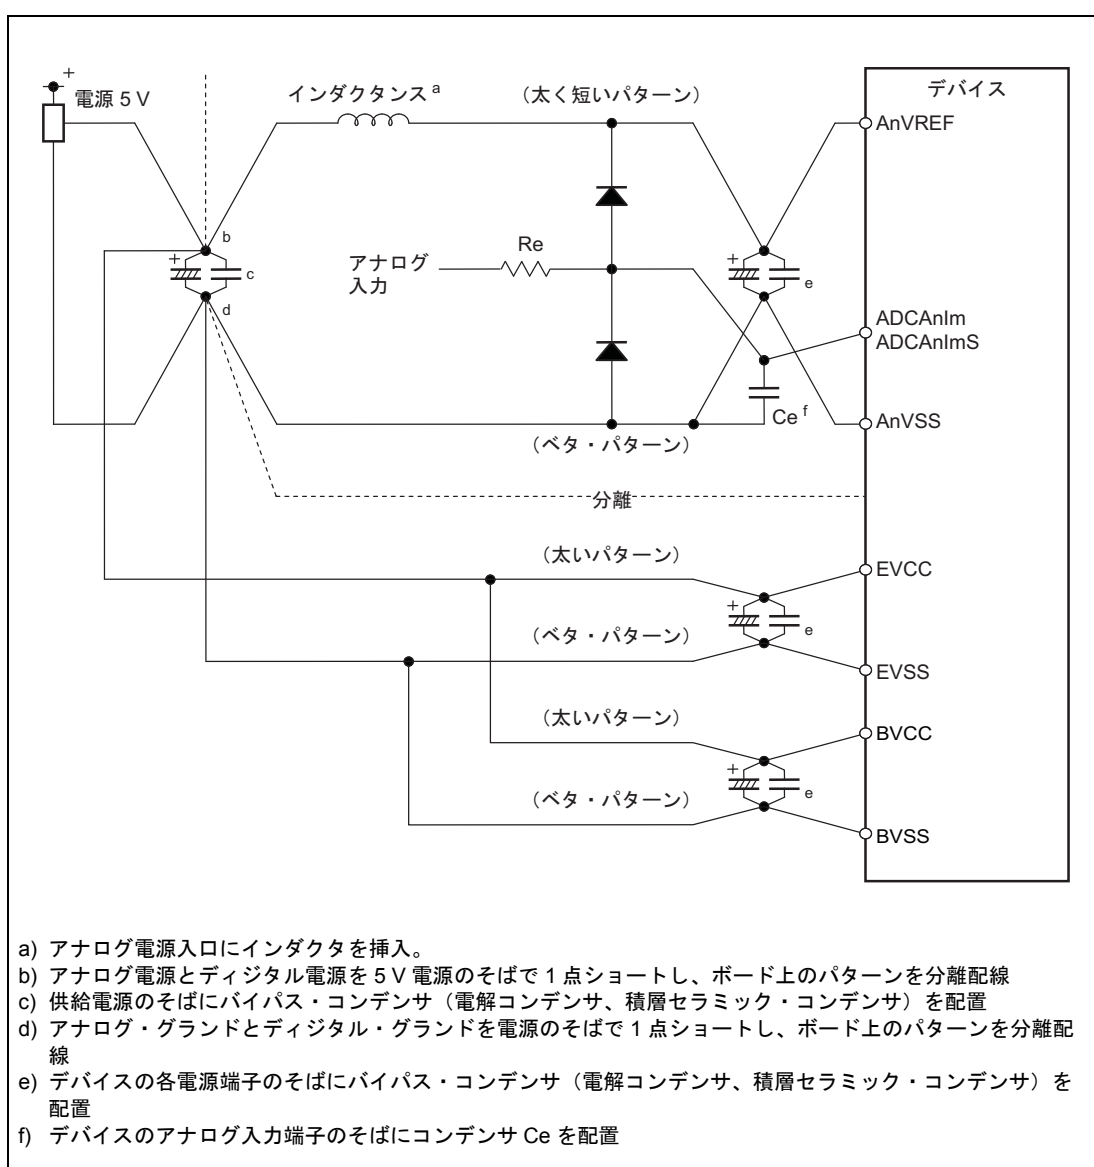 +
電源 5 V
インダクタンス a
（太く短いパターン）
デバイス
AnVREF
b
+
c
d
アナログ
入力
Re
+
e
ADCAnIm
ADCAnImS
Ce f
AnVSS
（ベタ・パターン）
分離
（太いパターン）
EVCC
+
e
（ベタ・パターン）
EVSS
（太いパターン）
BVCC
+
e
（ベタ・パターン）
BVSS
a) アナログ電源入口にインダクタを挿入。
b) アナログ電源とディジタル電源を 5 V 電源のそばで 1 点ショートし、ボード上のパターンを分離配線
c) 供給電源のそばにバイパス・コンデンサ（電解コンデンサ、積層セラミック・コンデンサ）を配置
d) アナログ・グランドとディジタル・グランドを電源のそばで 1 点ショートし、ボード上のパターンを分離配
線
e) デバイスの各電源端子のそばにバイパス・コンデンサ（電解コンデンサ、積層セラミック・コンデンサ）を
配置
f) デバイスのアナログ入力端子のそばにコンデンサ Ce を配置